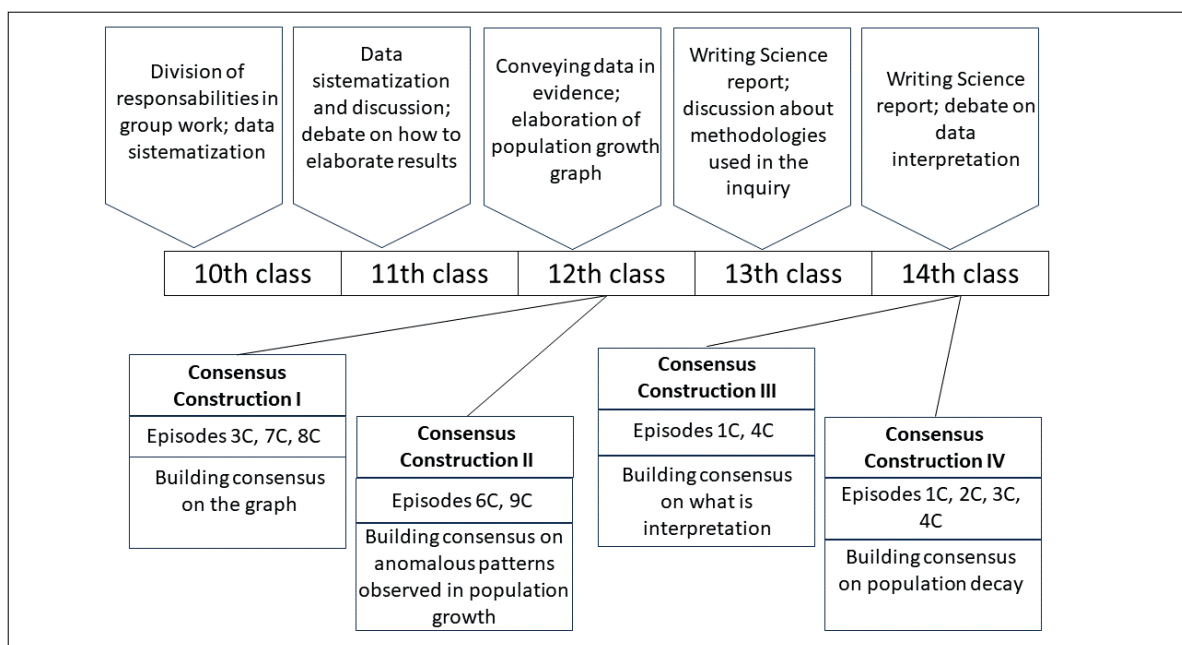 Division of
responsabilities in
group work; data
sistematization
Data
sistematization
and discussion;
debate on how to
elaborate results
Conveying data in
evidence;
elaboration of
population growth
graph
Writing Science
report;
discussion about
methodologies
used in the
inquiry
Writing Science
report; debate on
data
interpretation
10th class
11th class
12th class
13th class
14th class
Consensus
Construction I
Episodes 3C, 7C, 8C
Building consensus
on the graph
Consensus
Construction II
Episodes 6C, 9C
Building consensus on
anomalous patterns
observed in population
growth
Consensus
Construction III
Episodes 1C, 4C
Building consensus
on what is
interpretation
Consensus
Construction IV
Episodes 1C, 2C, 3C,
4C
Building consensus
on population decay